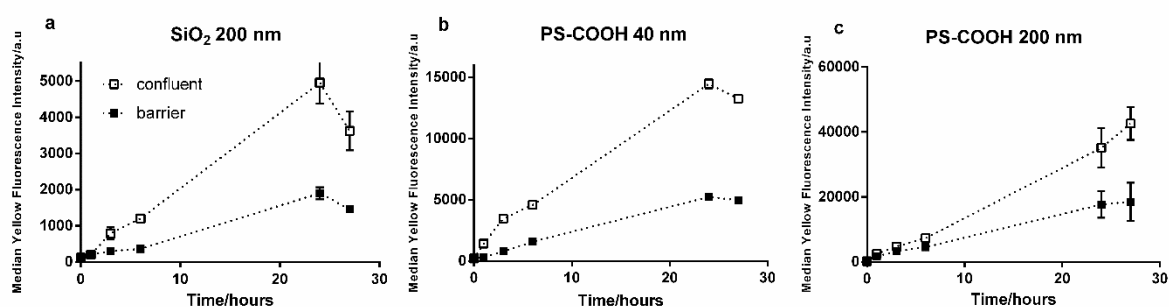 a
SiO2 200 nm
Median Yellow Fluorescence Intensity/a.u
5000
4000
3000
2000
1000
0
confluent
barrier
0 10 20 30
Time/hours
b
PS-COOH 40 nm
Median Yellow Fluorescence Intensity/a.u
15000
10000
5000
0
0 10 20 30
Time/hours
c
PS-COOH 200 nm
Median Yellow Fluorescence Intensity/a.u
60000
40000
20000
0
0 10 20 30
Time/hours